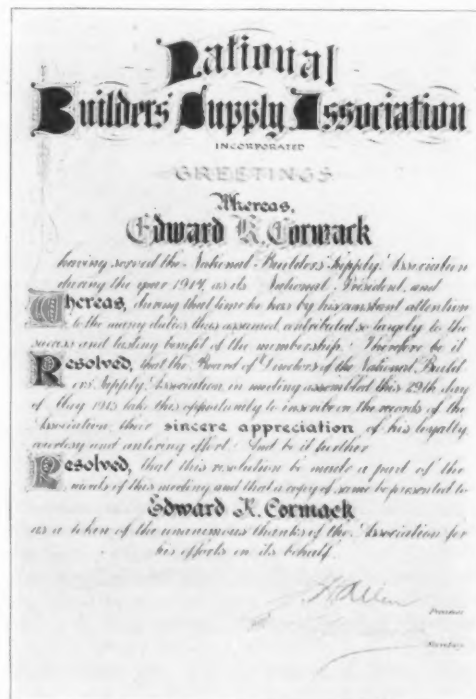 National
Builders' Supply Association
INCORPORATED
GREETINGS
Whereas,
Edward K. Cormack
having served the National Builders' Supply Association
during the year 1914, as its National President, and
Whereas, during that time he has by his constant attention
to the many duties thus assumed contributed so largely to the
success and lasting benefit of the membership. Therefore be it
Resolved, that the Board of Directors of the National Build-
ers' Supply Association in meeting assembled this 29th day
of May 1915 take this opportunity to inscribe on the records of the
Association their sincere appreciation of his loyalty
courtesy and untiring effort. And be it further
Resolved, that this resolution be made a part of the
records of this meeting and that a copy of same be presented to
Edward K. Cormack
as a token of the unanimous thanks of the Association for
his efforts in its behalf.
Allen
President
Secretary